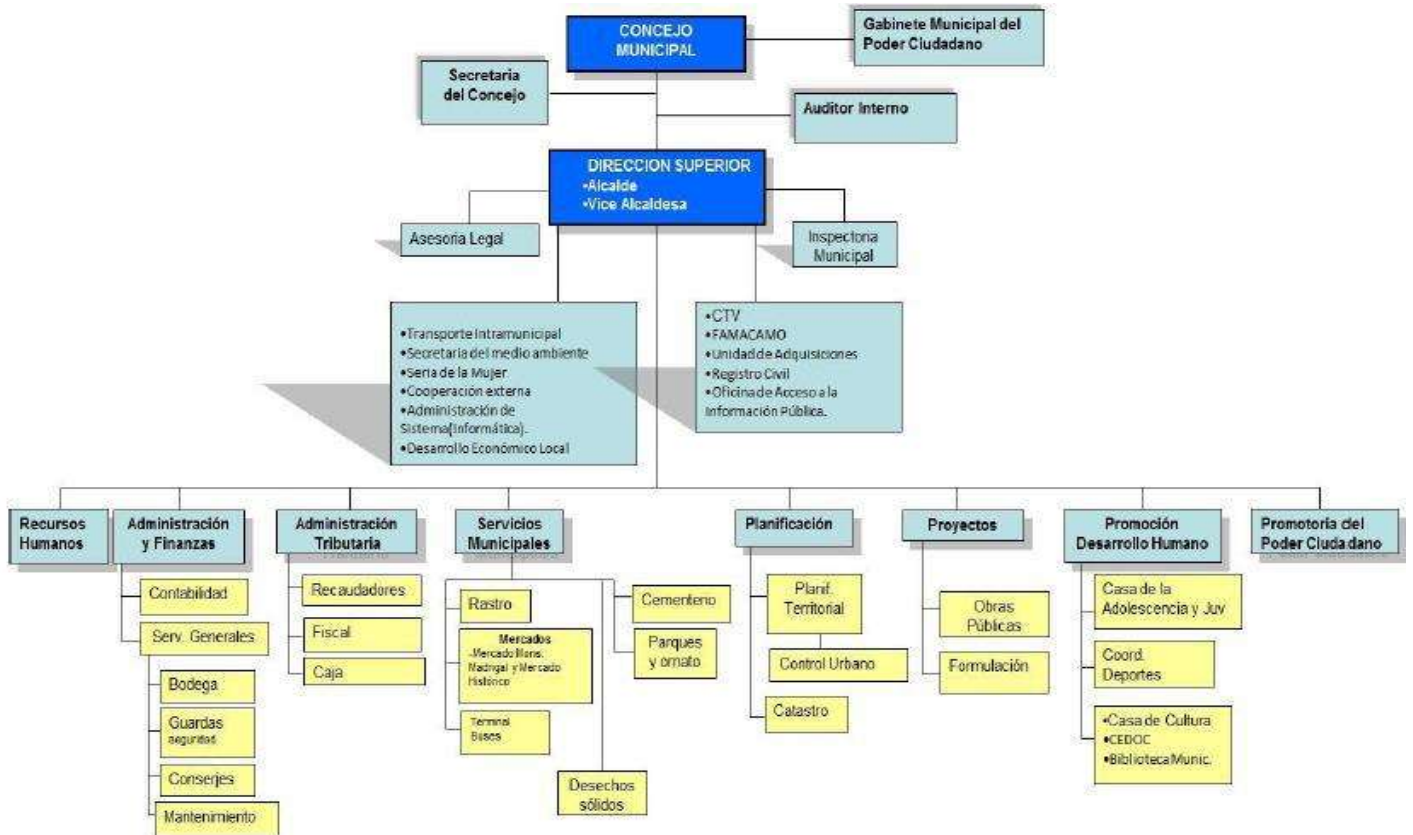 CONCEJO
MUNICIPAL
Gabinete Municipal del
Poder Ciudadano
Secretaria
del Concejo
Auditor Interno
DIRECCION SUPERIOR
•Alcalde
•Vice Alcaldesa
Asesoria Legal
Inspectoria
Municipal
•Transporte Intramunicipal
•Secretaria del medio ambiente
•Seria de la Mujer
•Cooperación externa
•Administración de
Sistema(Informática).
•Desarrollo Económico Local
•CTV
•FAMACAMO
•Unidad de Adquisiciones
•Registro Civil
•Oficina de Acceso a la
Información Pública.
Recursos
Humanos
Administración
y Finanzas
Administración
Tributaria
Servicios
Municipales
Planificación
Proyectos
Promoción
Desarrollo Humano
Promotoria del
Poder Ciudadano
Contabilidad
Serv. Generales
Bodega
Guardas
seguridad
Conserjes
Mantenimiento
Recaudadores
Fiscal
Caja
Rastro
Mercados
-Mercado Mons.
Madrigal y Mercado
Histórico
Terminal
Buses
Cementerio
Parques
y ornato
Desechos
sólidos
Planif.
Territorial
Control Urbano
Catastro
Obras
Públicas
Formulación
Casa de la
Adolescencia y Juv
Coord.
Deportes
•Casa de Cultura
•CEDOC
•Biblioteca Munic.